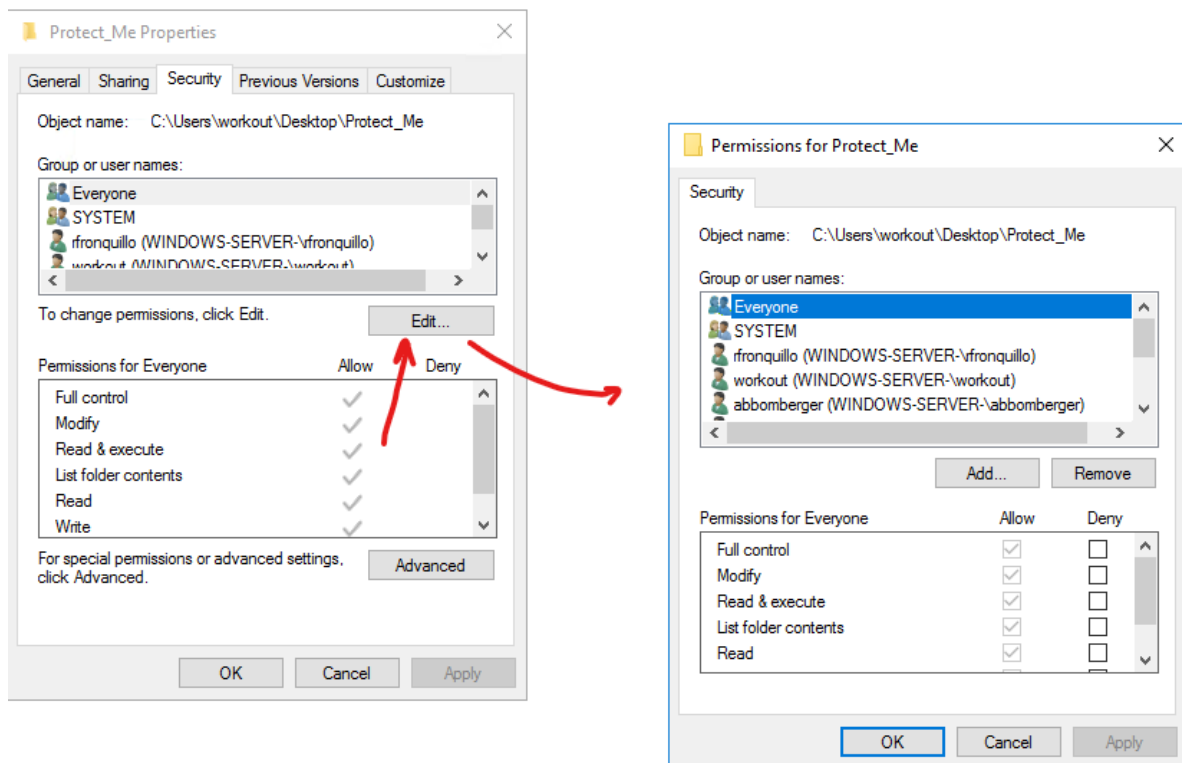 Protect_Me Properties
General Sharing Security Previous Versions Customize
Object name: C:\Users\workout\Desktop\Protect_Me
Group or user names:
Everyone
SYSTEM
rfronquillo (WINDOWS-SERVER-\rfronquillo)
workout (WINDOWS-SERVER-\workout)
To change permissions, click Edit.
Edit...
Permissions for Everyone Allow Deny
Full control
Modify
Read & execute
List folder contents
Read
Write
For special permissions or advanced settings,
click Advanced.
Advanced
OK Cancel Apply
Permissions for Protect_Me
Security
Object name: C:\Users\workout\Desktop\Protect_Me
Group or user names:
Everyone
SYSTEM
rfronquillo (WINDOWS-SERVER-\rfronquillo)
workout (WINDOWS-SERVER-\workout)
abbomberger (WINDOWS-SERVER-\abbomberger)
Add... Remove
Permissions for Everyone Allow Deny
Full control
Modify
Read & execute
List folder contents
Read
OK Cancel Apply